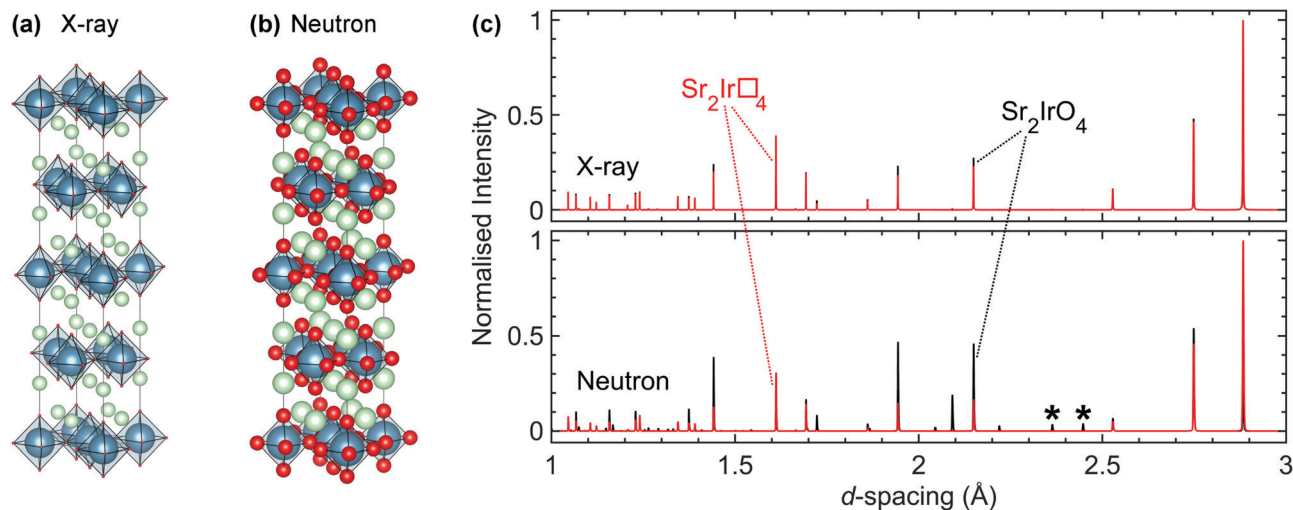 (a) X-ray
(b) Neutron
(c)
Normalised Intensity
1
0.5
0
Sr₂Ir□₄
Sr₂IrO₄
X-ray
1
0.5
0
Neutron
* *
1 1.5 2 2.5 3
d-spacing (Å)